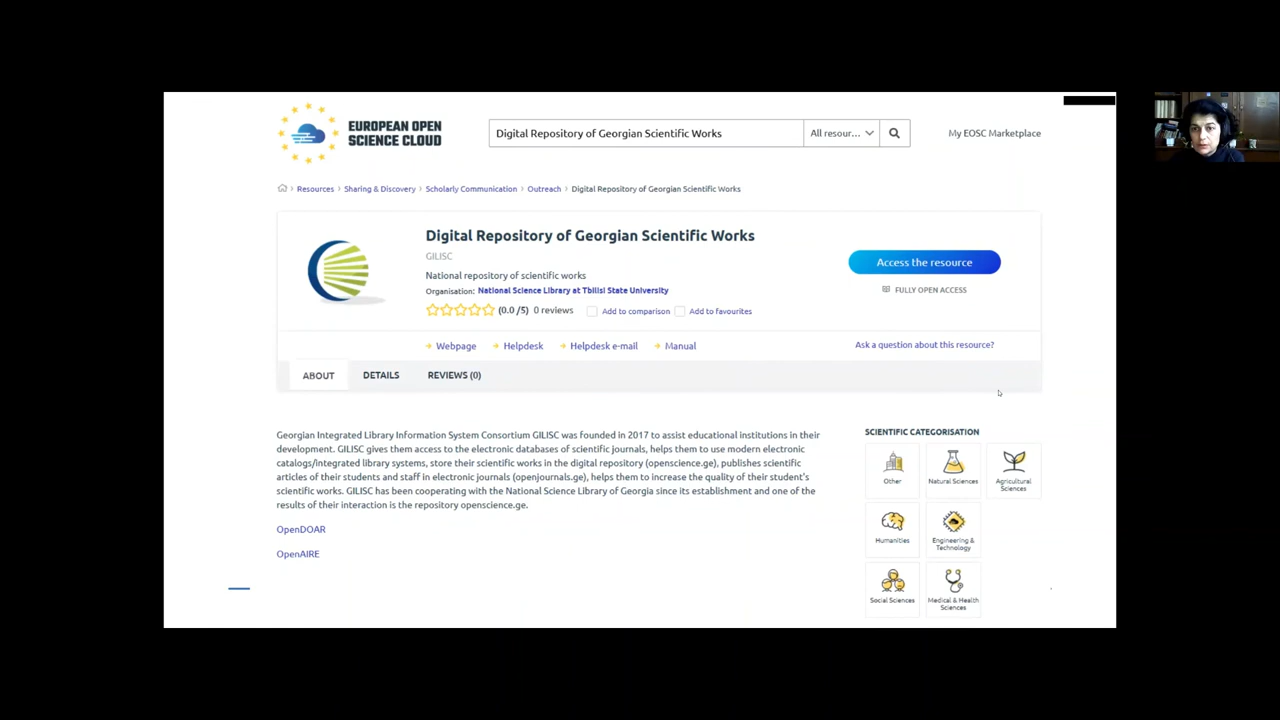 EUROPEAN OPEN
SCIENCE CLOUD
Digital Repository of Georgian Scientific Works
All resour...
My EOSC Marketplace
Resources > Sharing & Discovery > Scholarly Communication > Outreach > Digital Repository of Georgian Scientific Works
Digital Repository of Georgian Scientific Works
GILISC
National repository of scientific works
Organisation: National Science Library at Tbilisi State University
(0.0 /5) 0 reviews Add to comparison Add to favourites
Access the resource
FULLY OPEN ACCESS
Webpage Helpdesk Helpdesk e-mail Manual
Ask a question about this resource?
ABOUT DETAILS REVIEWS (0)
Georgian Integrated Library Information System Consortium GILISC was founded in 2017 to assist educational institutions in their
development. GILISC gives them access to the electronic databases of scientific journals, helps them to use modern electronic
catalogs/integrated library systems, store their scientific works in the digital repository (openscience.ge), publishes scientific
articles of their students and staff in electronic journals (openjournals.ge), helps them to increase the quality of their student's
scientific works. GILISC has been cooperating with the National Science Library of Georgia since its establishment and one of the
results of their interaction is the repository openscience.ge.
OpenDOAR
OpenAIRE
SCIENTIFIC CATEGORISATION
Other
Natural Sciences
Agricultural
Sciences
Humanities
Engineering &
Technology
Social Sciences
Medical & Health
Sciences